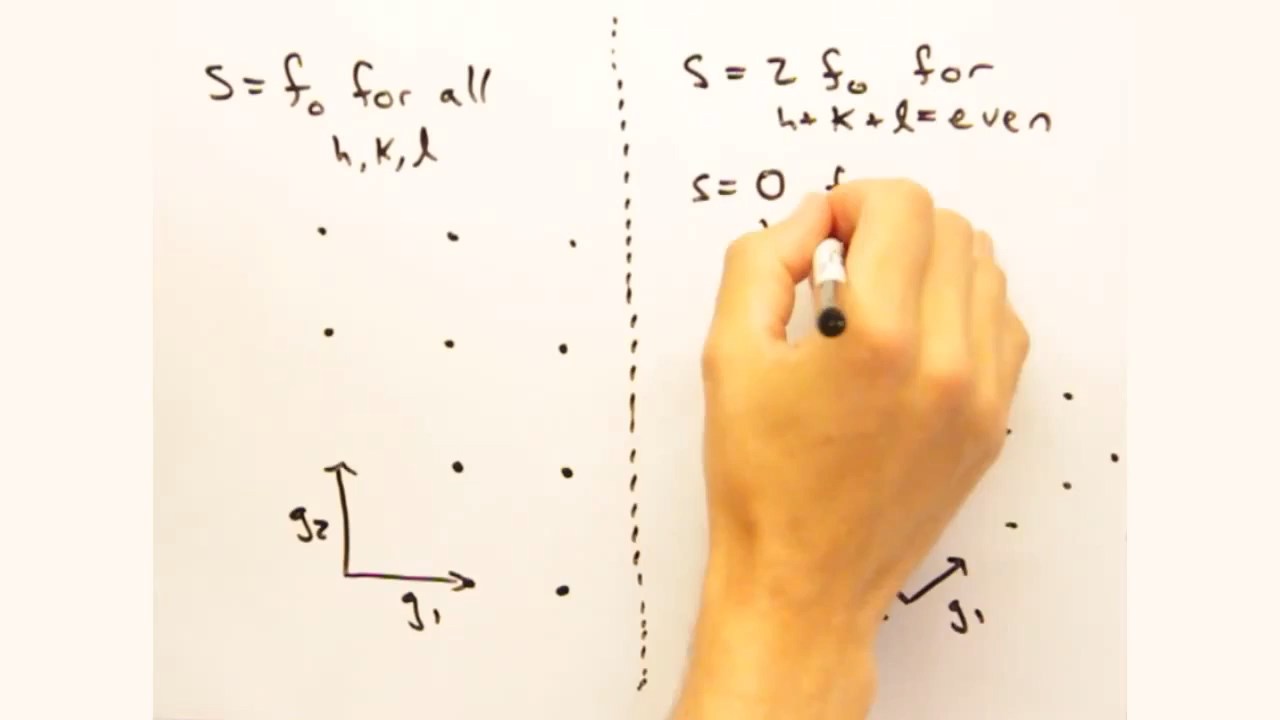 S = f₀ for all
h, k, l
g₂
g₁
S = 2 f₀ for
h + k + l = even
S = 0 f
g₁